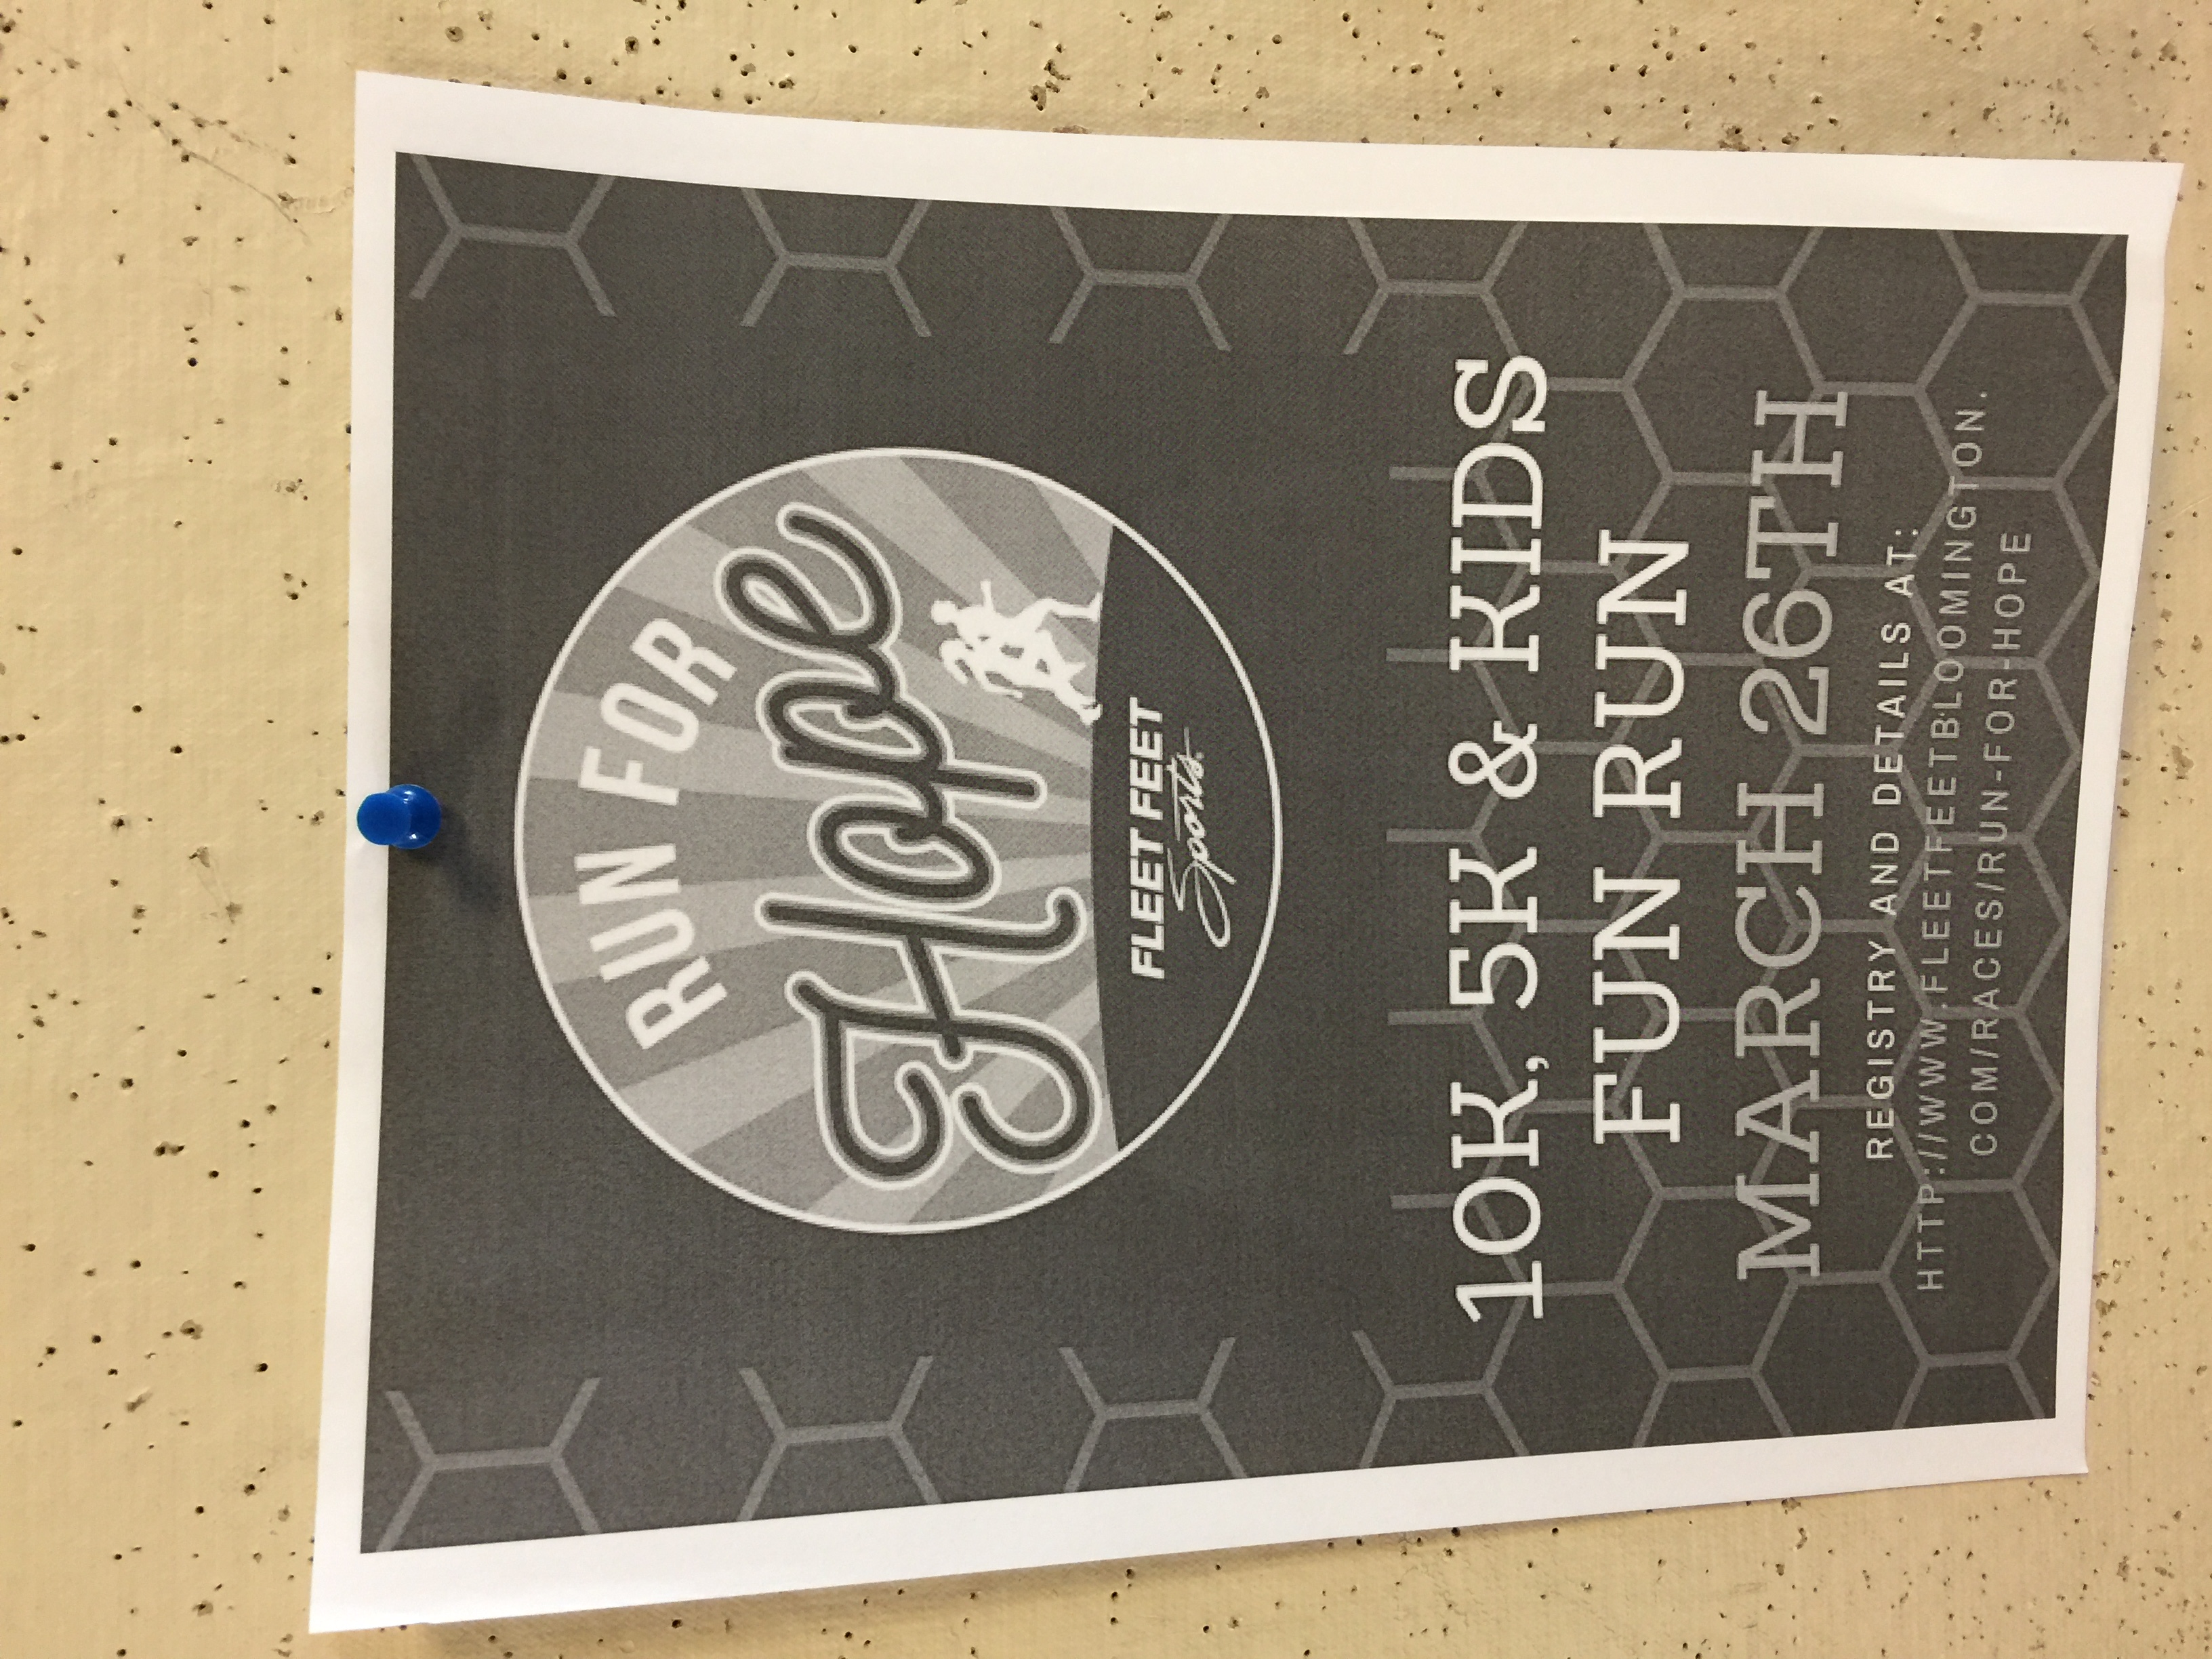 RUN FOR
Hope
FLEET FEET
Sports
10K, 5K & KIDS
FUN RUN
MARCH 26TH
REGISTRY AND DETAILS AT:
HTTP://WWW.FLEETFEETBLOOMINGTON.
COM/RACES/RUN-FOR-HOPE